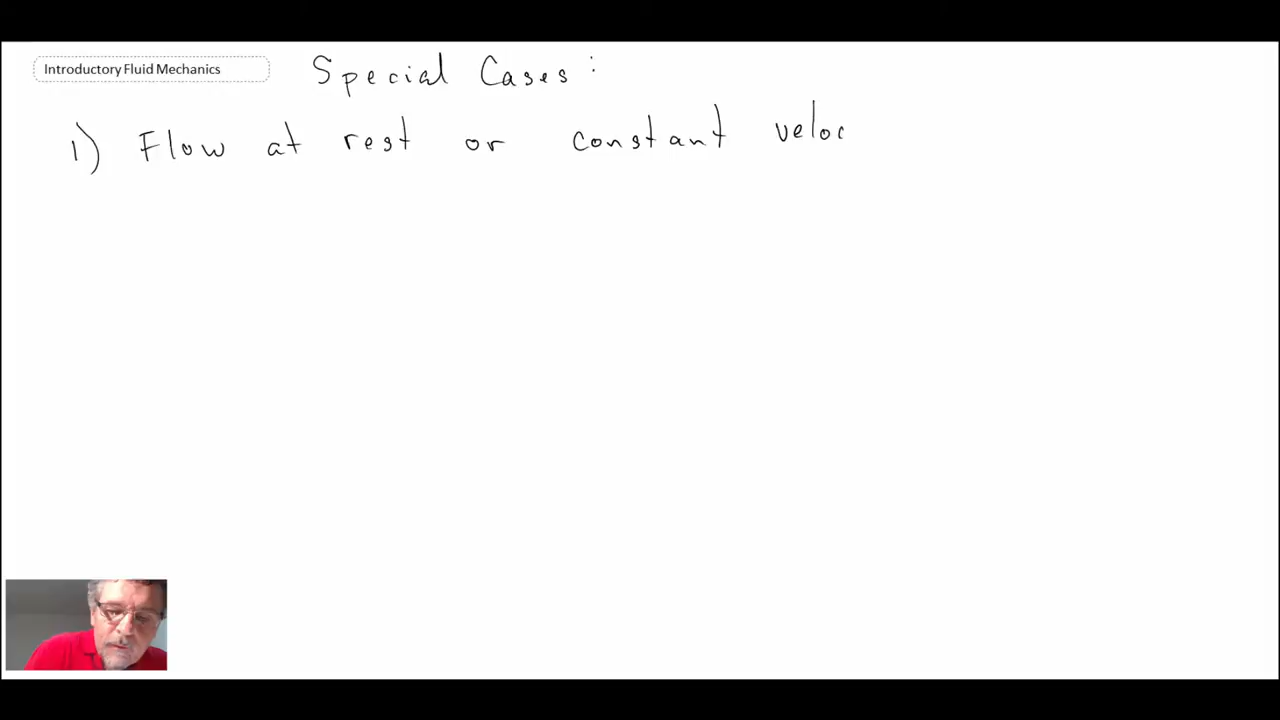 Introductory Fluid Mechanics
Special Cases:
1) Flow at rest or constant veloc